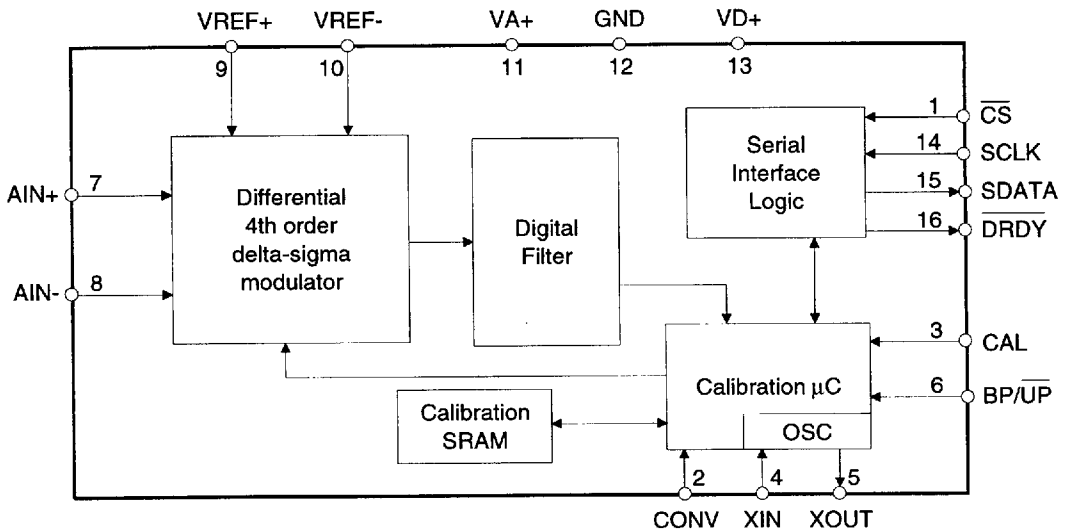 VREF+ VREF- VA+ GND VD+
9 10 11 12 13
1 CS
14 SCLK
15 SDATA
16 DRDY
Serial
Interface
Logic
AIN+ 7
AIN- 8
Differential
4th order
delta-sigma
modulator
Digital
Filter
3 CAL
6 BP/UP
Calibration μC
OSC
Calibration
SRAM
2 4 5
CONV XIN XOUT